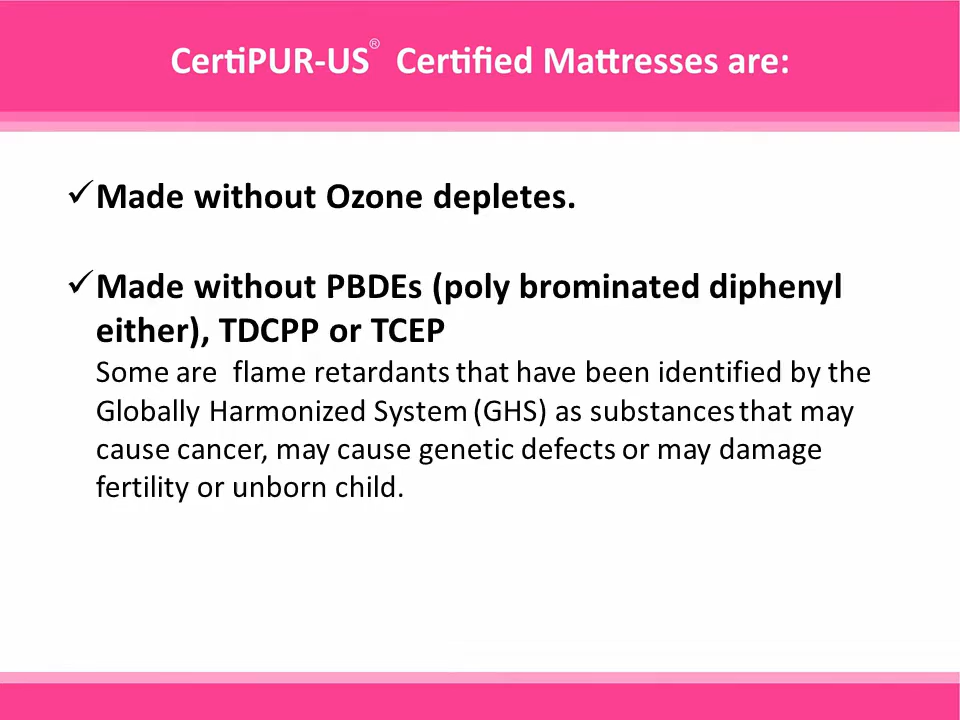 CertiPUR-US® Certified Mattresses are:
✓Made without Ozone depletes.
✓Made without PBDEs (poly brominated diphenyl
either), TDCPP or TCEP
Some are flame retardants that have been identified by the
Globally Harmonized System (GHS) as substances that may
cause cancer, may cause genetic defects or may damage
fertility or unborn child.